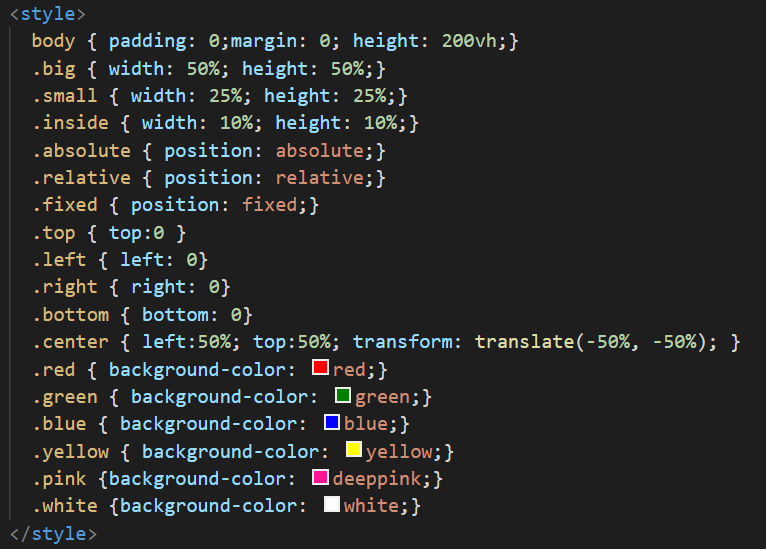 <style>
body { padding: 0;margin: 0; height: 200vh;}
.big { width: 50%; height: 50%;}
.small { width: 25%; height: 25%;}
.inside { width: 10%; height: 10%;}
.absolute { position: absolute;}
.relative { position: relative;}
.fixed { position: fixed;}
.top { top:0 }
.left { left: 0}
.right { right: 0}
.bottom { bottom: 0}
.center { left:50%; top:50%; transform: translate(-50%, -50%); }
.red { background-color: red;}
.green { background-color: green;}
.blue { background-color: blue;}
.yellow { background-color: yellow;}
.pink {background-color: deeppink;}
.white {background-color: white;}
</style>